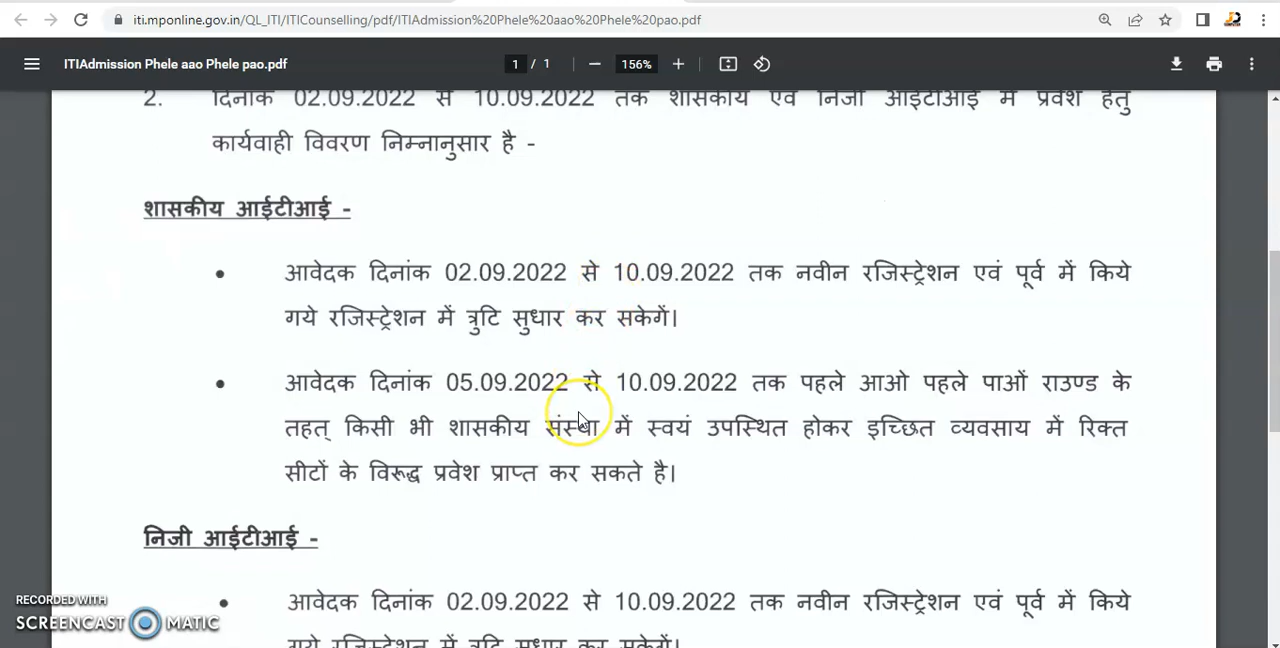 iti.mponline.gov.in/QL_ITI/ITICounselling/pdf/ITIAdmission%20Phele%20aao%20Phele%20pao.pdf
ITIAdmission Phele aao Phele pao.pdf 1 / 1 156%
2. दिनांक 02.09.2022 से 10.09.2022 तक शासकीय एवं निजी आईटीआई में प्रवेश हेतु
कार्यवाही विवरण निम्नानुसार है -
शासकीय आईटीआई -
• आवेदक दिनांक 02.09.2022 से 10.09.2022 तक नवीन रजिस्ट्रेशन एवं पूर्व में किये
गये रजिस्ट्रेशन में त्रुटि सुधार कर सकेगें।
• आवेदक दिनांक 05.09.2022 से 10.09.2022 तक पहले आओ पहले पाओं राउण्ड के
तहत् किसी भी शासकीय संस्था में स्वयं उपस्थित होकर इच्छित व्यवसाय में रिक्त
सीटों के विरूद्ध प्रवेश प्राप्त कर सकते है।
निजी आईटीआई -
• आवेदक दिनांक 02.09.2022 से 10.09.2022 तक नवीन रजिस्ट्रेशन एवं पूर्व में किये
गये रजिस्ट्रेशन में त्रुटि सुधार कर सकेगें।
RECORDED WITH
SCREENCAST MATIC